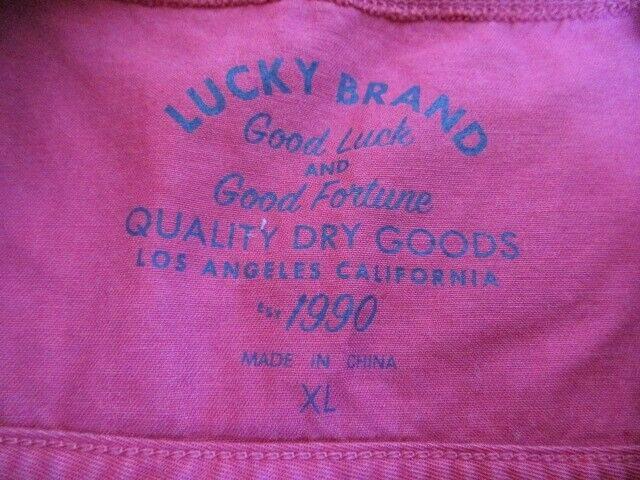 LUCKY BRAND
Good Luck
AND
Good Fortune
QUALITY DRY GOODS
LOS ANGELES CALIFORNIA
EST 1990
MADE IN CHINA
XL